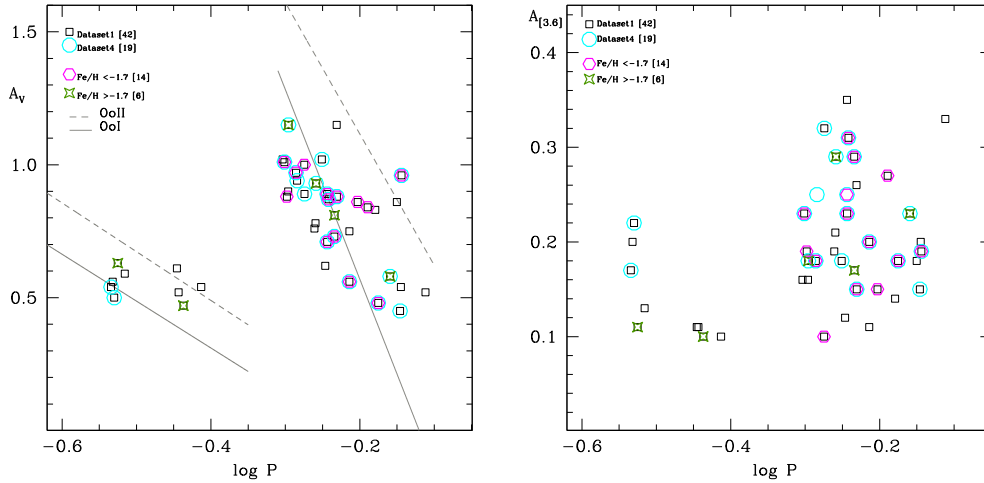 1.5
1.0
0.5
A_V
Dataset1 [42]
Dataset4 [19]
Fe/H <−1.7 [14]
Fe/H >−1.7 [6]
OoII
OoI
−0.6
−0.4
−0.2
log P
A_[3.6]
0.4
0.3
0.2
0.1
Dataset1 [42]
Dataset4 [19]
Fe/H <−1.7 [14]
Fe/H >−1.7 [6]
−0.6
−0.4
−0.2
log P